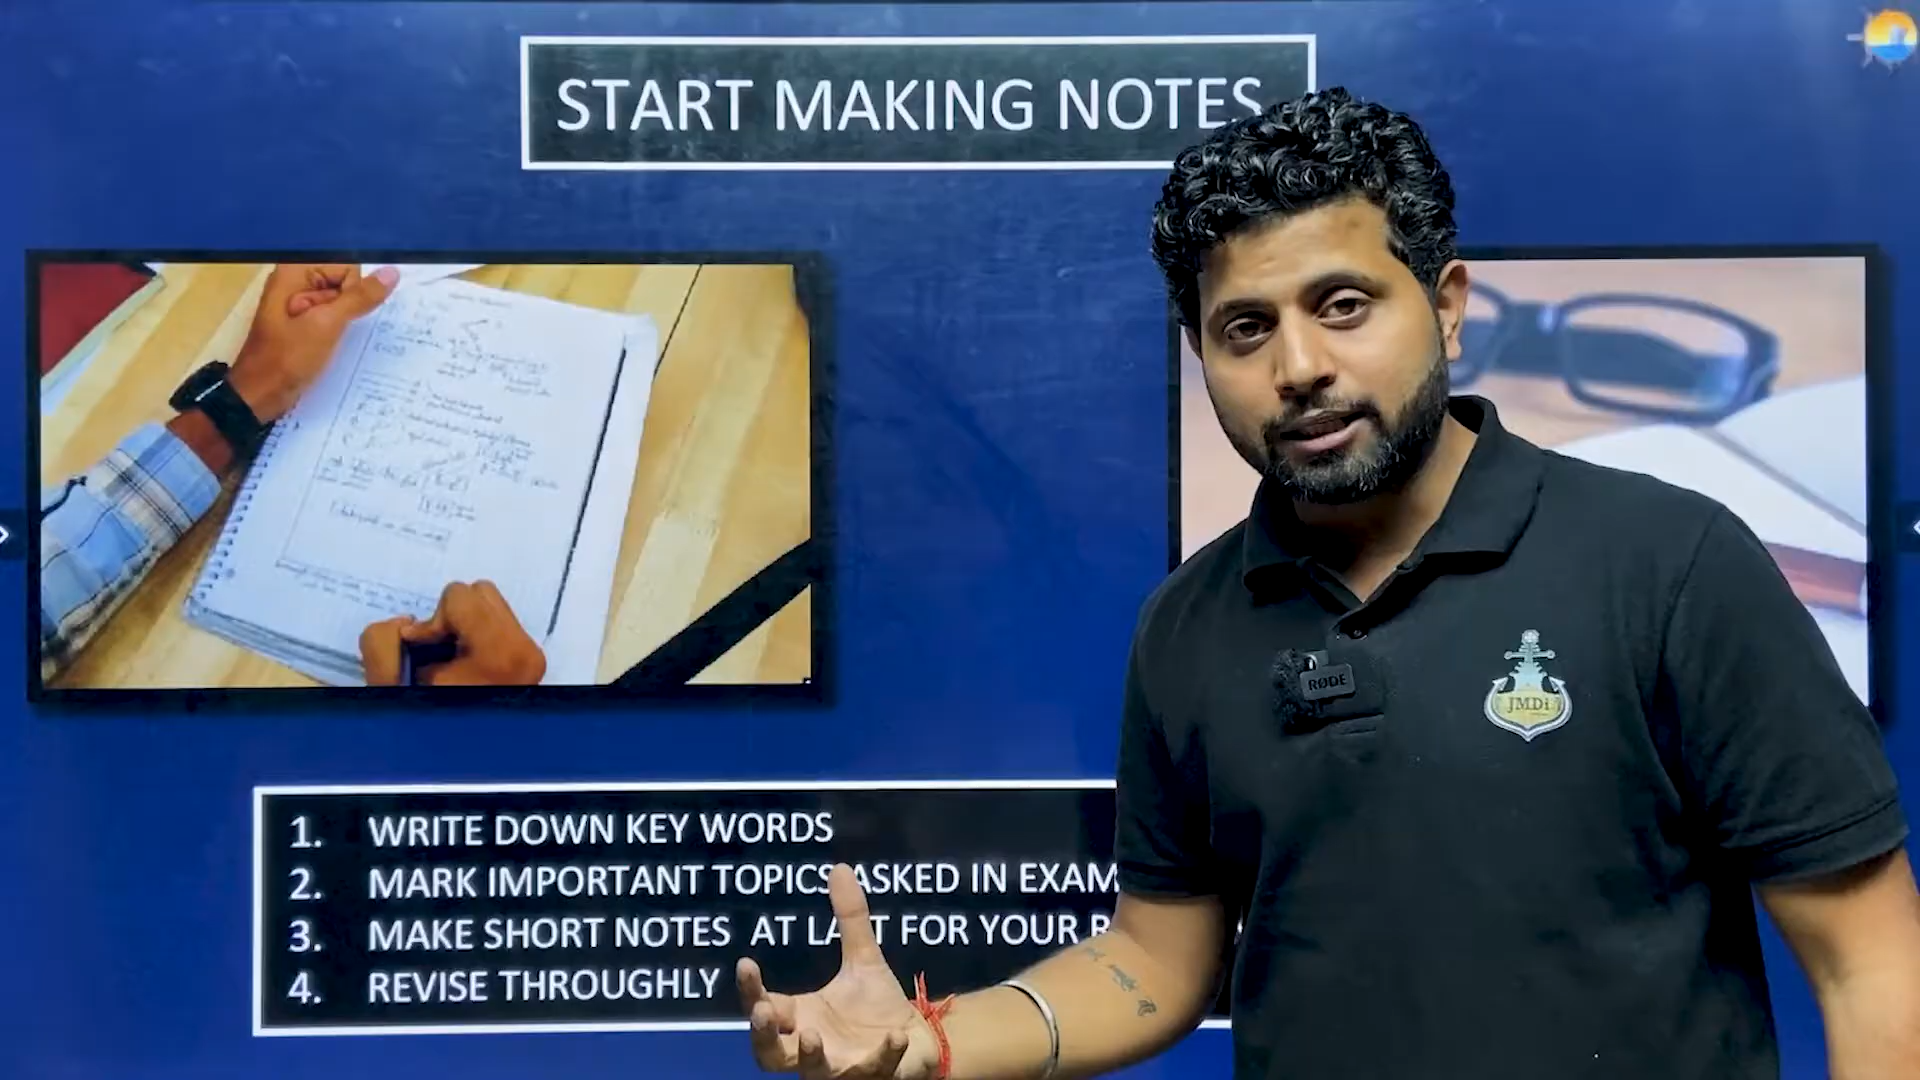 START MAKING NOTES
1. WRITE DOWN KEY WORDS
2. MARK IMPORTANT TOPICS ASKED IN EXAM
3. MAKE SHORT NOTES AT LAST FOR YOUR
4. REVISE THROUGHLY
RØDE
JMDi